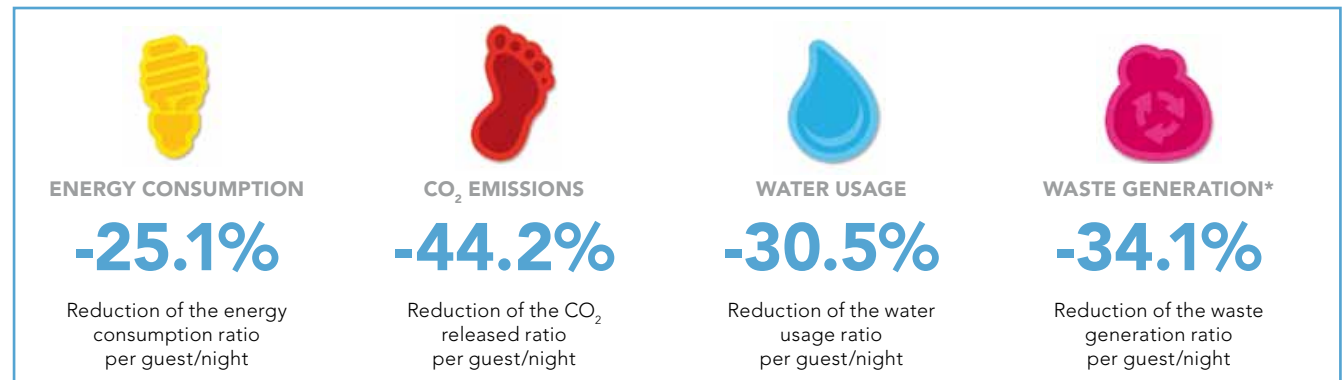 ENERGY CONSUMPTION
-25.1%
Reduction of the energy
consumption ratio
per guest/night
CO₂ EMISSIONS
-44.2%
Reduction of the CO₂
released ratio
per guest/night
WATER USAGE
-30.5%
Reduction of the water
usage ratio
per guest/night
WASTE GENERATION*
-34.1%
Reduction of the waste
generation ratio
per guest/night